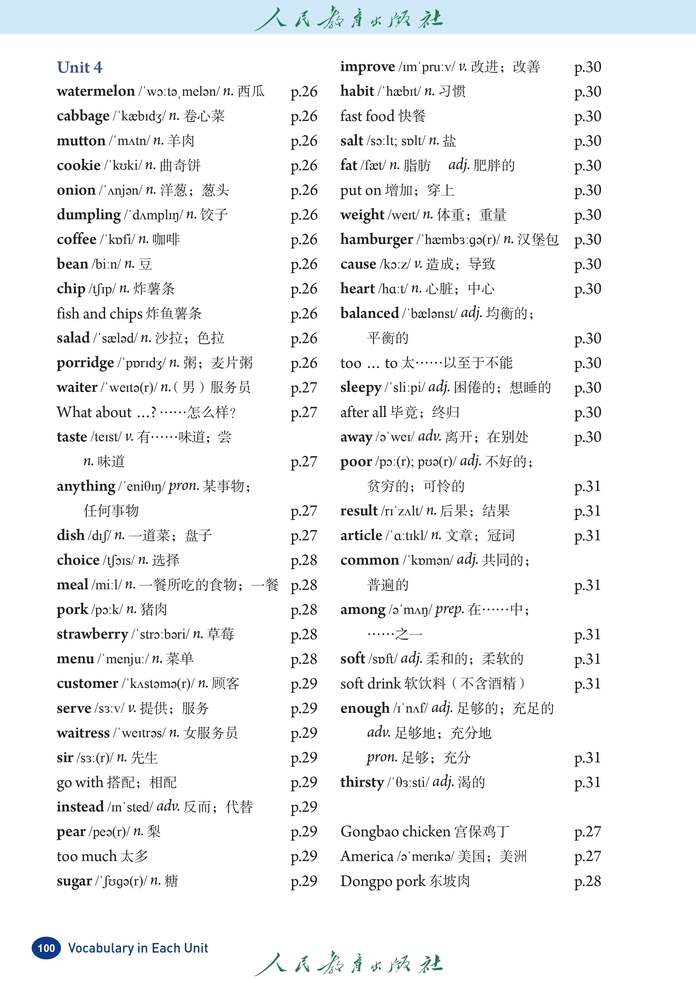 人民教育出版社
Unit 4
watermelon /ˈwɔːtəˌmelən/ n. 西瓜 p.26
cabbage /ˈkæbɪdʒ/ n. 卷心菜 p.26
mutton /ˈmʌtn/ n. 羊肉 p.26
cookie /ˈkʊki/ n. 曲奇饼 p.26
onion /ˈʌnjən/ n. 洋葱；葱头 p.26
dumpling /ˈdʌmplɪŋ/ n. 饺子 p.26
coffee /ˈkɒfi/ n. 咖啡 p.26
bean /biːn/ n. 豆 p.26
chip /tʃɪp/ n. 炸薯条 p.26
fish and chips 炸鱼薯条 p.26
salad /ˈsæləd/ n. 沙拉；色拉 p.26
porridge /ˈpɒrɪdʒ/ n. 粥；麦片粥 p.26
waiter /ˈweɪtə(r)/ n.（男）服务员 p.27
What about …? ……怎么样？ p.27
taste /teɪst/ v. 有……味道；尝
n. 味道 p.27
anything /ˈeniθɪŋ/ pron. 某事物；
任何事物 p.27
dish /dɪʃ/ n. 一道菜；盘子 p.27
choice /tʃɔɪs/ n. 选择 p.28
meal /miːl/ n. 一餐所吃的食物；一餐 p.28
pork /pɔːk/ n. 猪肉 p.28
strawberry /ˈstrɔːbəri/ n. 草莓 p.28
menu /ˈmenjuː/ n. 菜单 p.28
customer /ˈkʌstəmə(r)/ n. 顾客 p.29
serve /sɜːv/ v. 提供；服务 p.29
waitress /ˈweɪtrəs/ n. 女服务员 p.29
sir /sɜː(r)/ n. 先生 p.29
go with 搭配；相配 p.29
instead /ɪnˈsted/ adv. 反而；代替 p.29
pear /peə(r)/ n. 梨 p.29
too much 太多 p.29
sugar /ˈʃʊɡə(r)/ n. 糖 p.29
improve /ɪmˈpruːv/ v. 改进；改善 p.30
habit /ˈhæbɪt/ n. 习惯 p.30
fast food 快餐 p.30
salt /sɔːlt; sɒlt/ n. 盐 p.30
fat /fæt/ n. 脂肪 adj. 肥胖的 p.30
put on 增加；穿上 p.30
weight /weɪt/ n. 体重；重量 p.30
hamburger /ˈhæmbɜːɡə(r)/ n. 汉堡包 p.30
cause /kɔːz/ v. 造成；导致 p.30
heart /hɑːt/ n. 心脏；中心 p.30
balanced /ˈbælənst/ adj. 均衡的；
平衡的 p.30
too … to 太……以至于不能 p.30
sleepy /ˈsliːpi/ adj. 困倦的；想睡的 p.30
after all 毕竟；终归 p.30
away /əˈweɪ/ adv. 离开；在别处 p.30
poor /pɔː(r); pʊə(r)/ adj. 不好的；
贫穷的；可怜的 p.31
result /rɪˈzʌlt/ n. 后果；结果 p.31
article /ˈɑːtɪkl/ n. 文章；冠词 p.31
common /ˈkɒmən/ adj. 共同的；
普遍的 p.31
among /əˈmʌŋ/ prep. 在……中；
……之一 p.31
soft /sɒft/ adj. 柔和的；柔软的 p.31
soft drink 软饮料（不含酒精） p.31
enough /ɪˈnʌf/ adj. 足够的；充足的
adv. 足够地；充分地
pron. 足够；充分 p.31
thirsty /ˈθɜːsti/ adj. 渴的 p.31
Gongbao chicken 宫保鸡丁 p.27
America /əˈmerɪkə/ 美国；美洲 p.27
Dongpo pork 东坡肉 p.28
100 Vocabulary in Each Unit
人民教育出版社